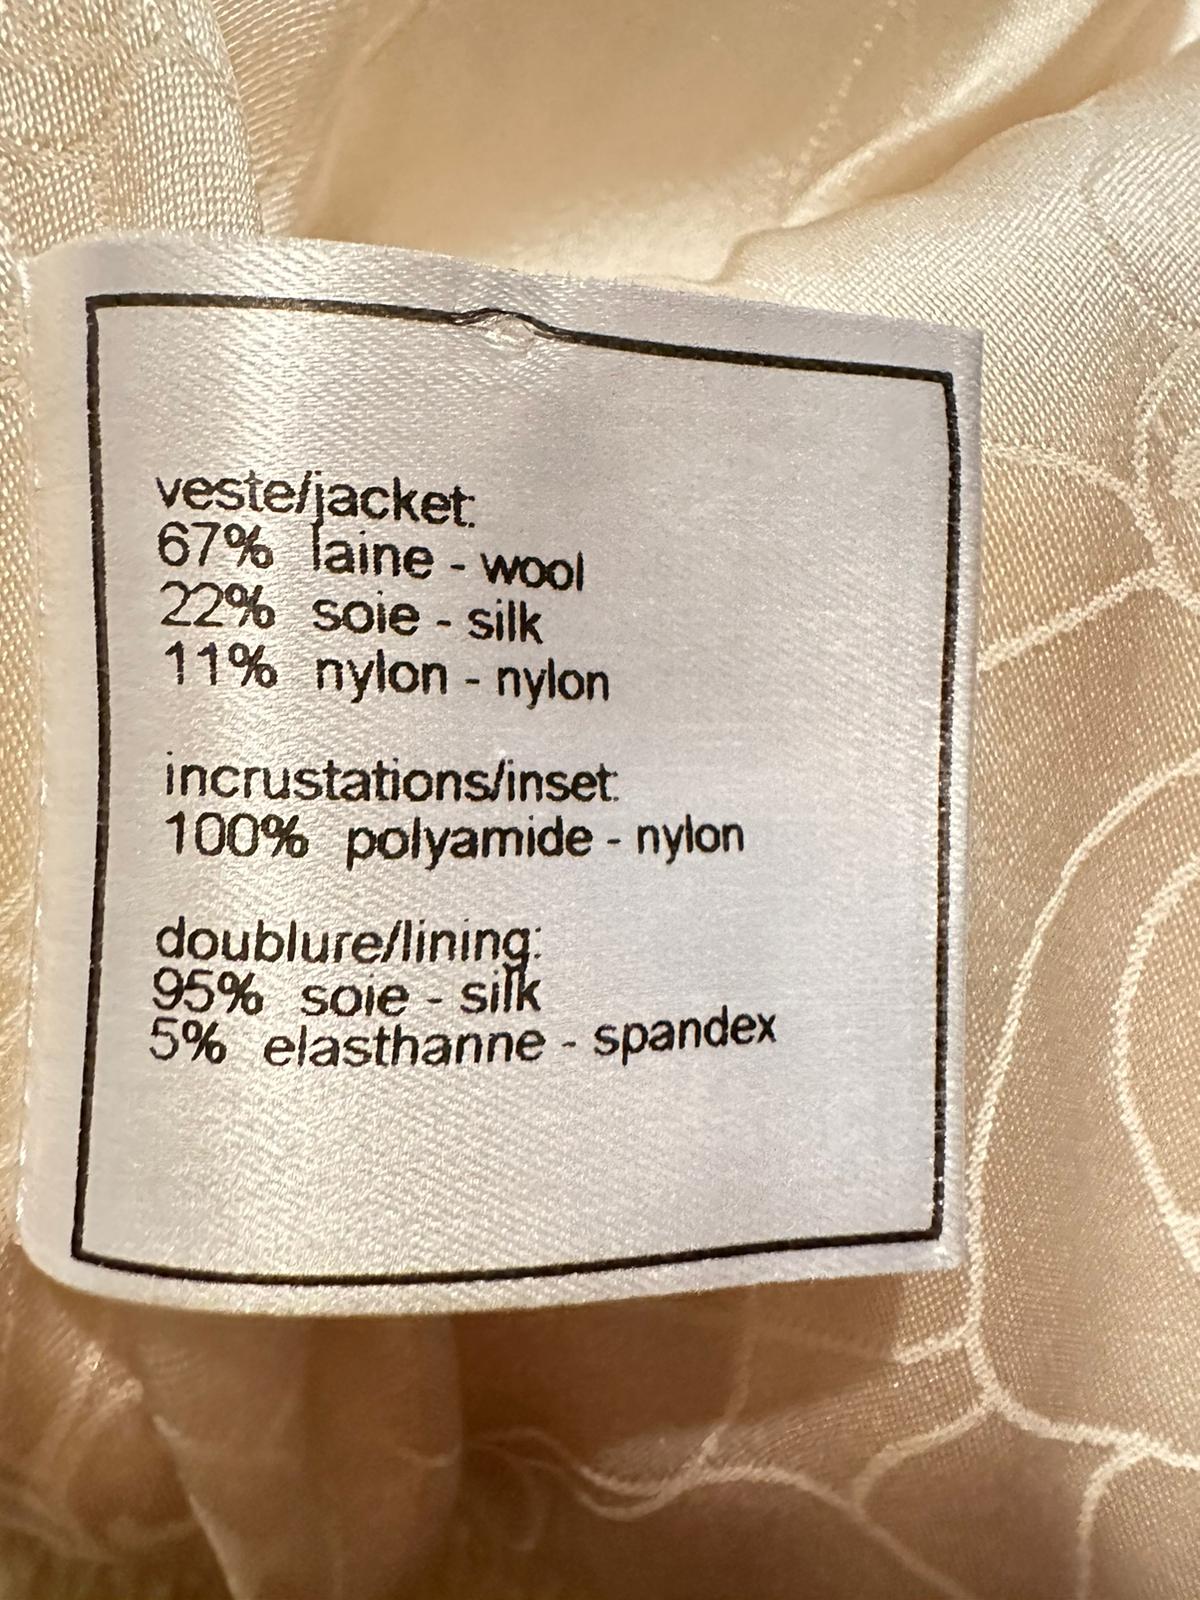 veste/jacket:
67% laine - wool
22% soie - silk
11% nylon - nylon
incrustations/inset:
100% polyamide - nylon
doublure/lining:
95% soie - silk
5% elasthanne - spandex